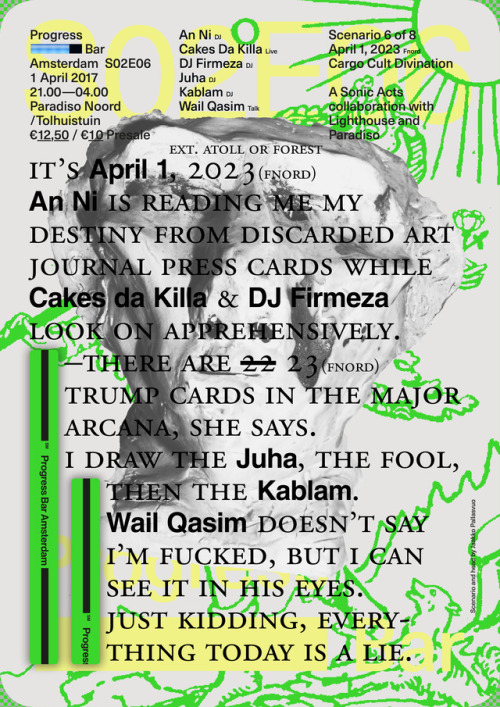 S02E06
Progress
Bar
Amsterdam S02E06
1 April 2017
21.00—04.00
Paradiso Noord
/Tolhuistuin
€12,50 / €10 Presale
An Ni DJ
Cakes Da Killa Live
DJ Firmeza DJ
Juha DJ
Kablam DJ
Wail Qasim Talk
Scenario 6 of 8
April 1, 2023 Fnord
Cargo Cult Divination
A Sonic Acts
collaboration with
Lighthouse and
Paradiso
EXT. ATOLL OR FOREST
IT'S April 1, 2023(FNORD)
An Ni IS READING ME MY
DESTINY FROM DISCARDED ART
JOURNAL PRESS CARDS WHILE
Cakes da Killa & DJ Firmeza
LOOK ON APPREHENSIVELY.
—THERE ARE 22 23(FNORD)
TRUMP CARDS IN THE MAJOR
ARCANA, SHE SAYS.
I DRAW THE Juha, THE FOOL,
THEN THE Kablam.
Wail Qasim DOESN'T SAY
I'M FUCKED, BUT I CAN
SEE IT IN HIS EYES.
JUST KIDDING, EVERY-
THING TODAY IS A LIE.
Progress Bar Amsterdam
Progress
Scenario and head by Jaakko Pallasvuo
Progress
Bar